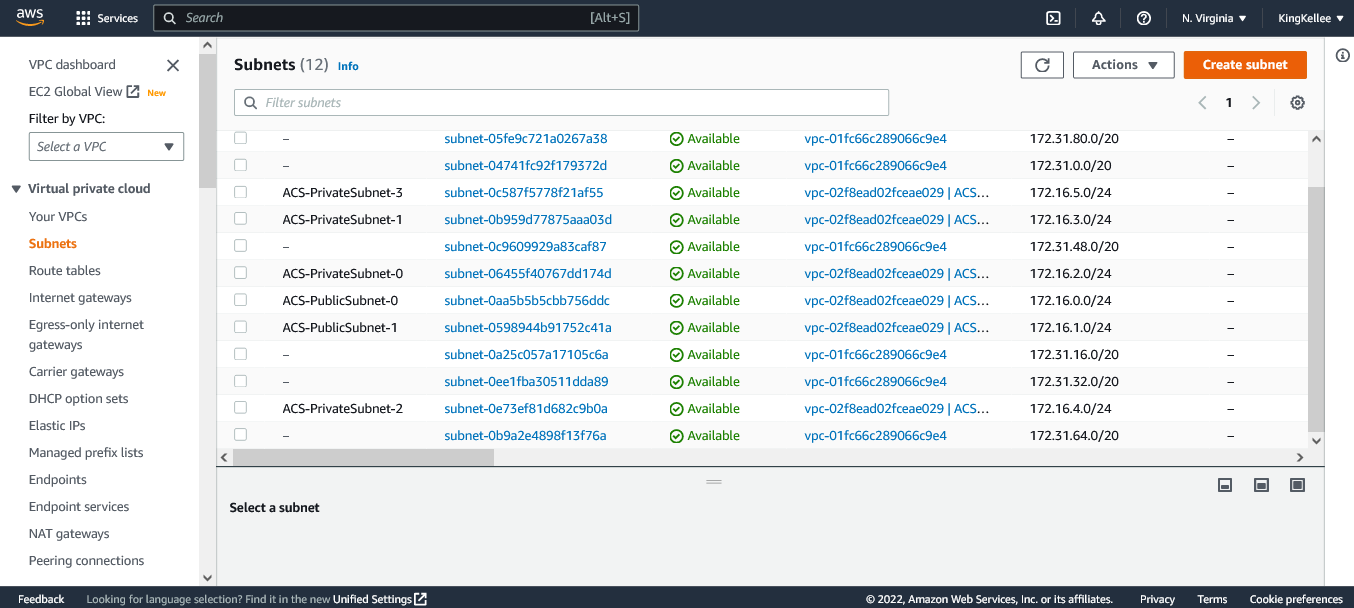 aws Services Search [Alt+S] N. Virginia KingKellee
VPC dashboard
EC2 Global View New
Filter by VPC:
Select a VPC
Virtual private cloud
Your VPCs
Subnets
Route tables
Internet gateways
Egress-only internet
gateways
Carrier gateways
DHCP option sets
Elastic IPs
Managed prefix lists
Endpoints
Endpoint services
NAT gateways
Peering connections
Subnets (12) Info Actions Create subnet
Filter subnets 1
– subnet-05fe9c721a0267a38 Available vpc-01fc66c289066c9e4 172.31.80.0/20 –
– subnet-04741fc92f179372d Available vpc-01fc66c289066c9e4 172.31.0.0/20 –
ACS-PrivateSubnet-3 subnet-0c587f5778f21af55 Available vpc-02f8ead02fceae029 | ACS... 172.16.5.0/24 –
ACS-PrivateSubnet-1 subnet-0b959d77875aaa03d Available vpc-02f8ead02fceae029 | ACS... 172.16.3.0/24 –
– subnet-0c9609929a83caf87 Available vpc-01fc66c289066c9e4 172.31.48.0/20 –
ACS-PrivateSubnet-0 subnet-06455f40767dd174d Available vpc-02f8ead02fceae029 | ACS... 172.16.2.0/24 –
ACS-PublicSubnet-0 subnet-0aa5b5b5cbb756ddc Available vpc-02f8ead02fceae029 | ACS... 172.16.0.0/24 –
ACS-PublicSubnet-1 subnet-0598944b91752c41a Available vpc-02f8ead02fceae029 | ACS... 172.16.1.0/24 –
– subnet-0a25c057a17105c6a Available vpc-01fc66c289066c9e4 172.31.16.0/20 –
– subnet-0ee1fba30511dda89 Available vpc-01fc66c289066c9e4 172.31.32.0/20 –
ACS-PrivateSubnet-2 subnet-0e73ef81d682c9b0a Available vpc-02f8ead02fceae029 | ACS... 172.16.4.0/24 –
– subnet-0b9a2e4898f13f76a Available vpc-01fc66c289066c9e4 172.31.64.0/20 –
Select a subnet
Feedback Looking for language selection? Find it in the new Unified Settings © 2022, Amazon Web Services, Inc. or its affiliates. Privacy Terms Cookie preferences